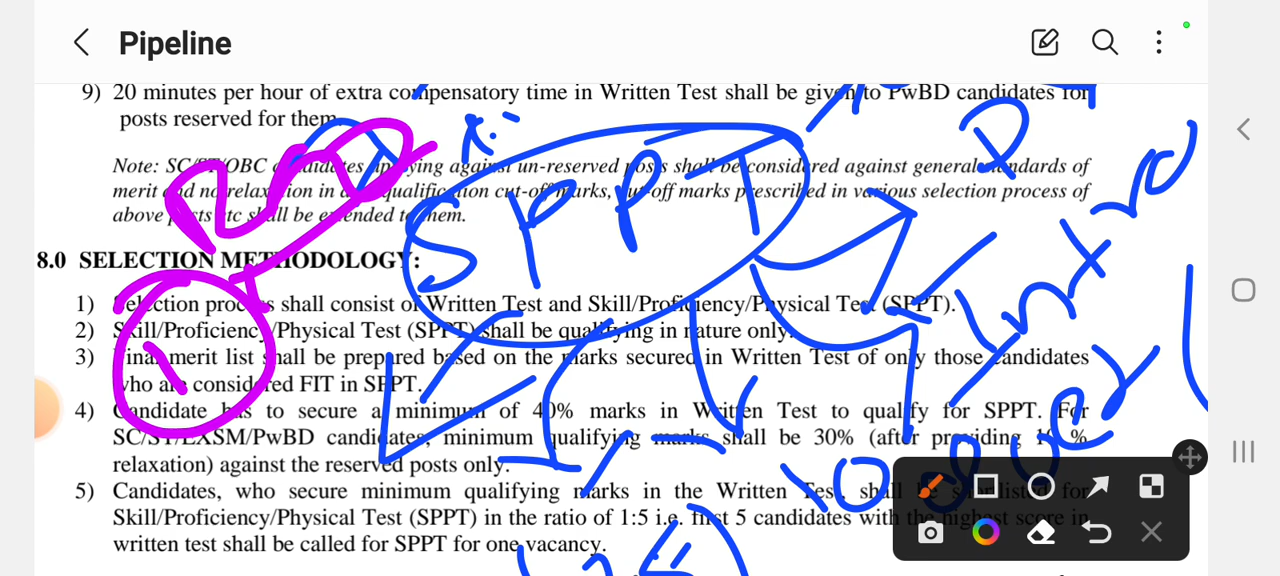 Pipeline
9) 20 minutes per hour of extra compensatory time in Written Test shall be given to PwBD candidates for
posts reserved for them.
Note: SC/ST/OBC candidates applying against un-reserved posts shall be considered against general standards of
merit and no relaxation in age, qualification cut-off marks, cut-off marks prescribed in various selection process of
above posts etc shall be extended to them.
SPPT
8.0 SELECTION METHODOLOGY:
1) Selection process shall consist of Written Test and Skill/Proficiency/Physical Test (SPPT).
2) Skill/Proficiency/Physical Test (SPPT) shall be qualifying in nature only.
3) Final merit list shall be prepared based on the marks secured in Written Test of only those candidates
who are considered FIT in SPPT.
4) Candidate has to secure a minimum of 40% marks in Written Test to qualify for SPPT. For
SC/ST/EXSM/PwBD candidates, minimum qualifying marks shall be 30% (after providing 10%
relaxation) against the reserved posts only.
5) Candidates, who secure minimum qualifying marks in the Written Test, shall be shortlisted for
Skill/Proficiency/Physical Test (SPPT) in the ratio of 1:5 i.e. first 5 candidates with the highest score in
written test shall be called for SPPT for one vacancy.